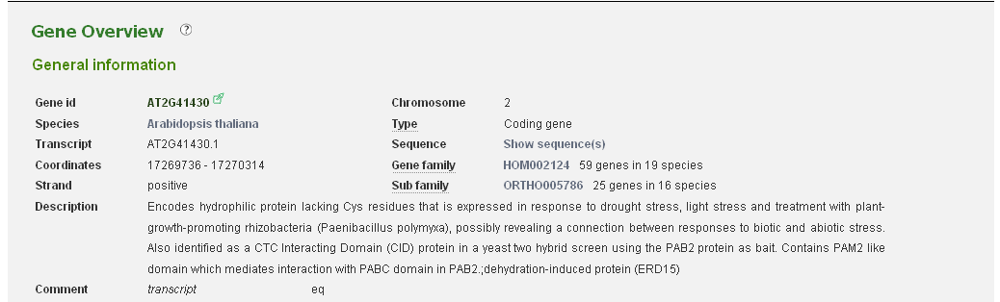 Gene Overview ?
General information
Gene id AT2G41430 Chromosome 2
Species Arabidopsis thaliana Type Coding gene
Transcript AT2G41430.1 Sequence Show sequence(s)
Coordinates 17269736 - 17270314 Gene family HOM002124 59 genes in 19 species
Strand positive Sub family ORTHO005786 25 genes in 16 species
Description Encodes hydrophilic protein lacking Cys residues that is expressed in response to drought stress, light stress and treatment with plant-
growth-promoting rhizobacteria (Paenibacillus polymyxa), possibly revealing a connection between responses to biotic and abiotic stress.
Also identified as a CTC Interacting Domain (CID) protein in a yeast two hybrid screen using the PAB2 protein as bait. Contains PAM2 like
domain which mediates interaction with PABC domain in PAB2.;dehydration-induced protein (ERD15)
Comment transcript eq